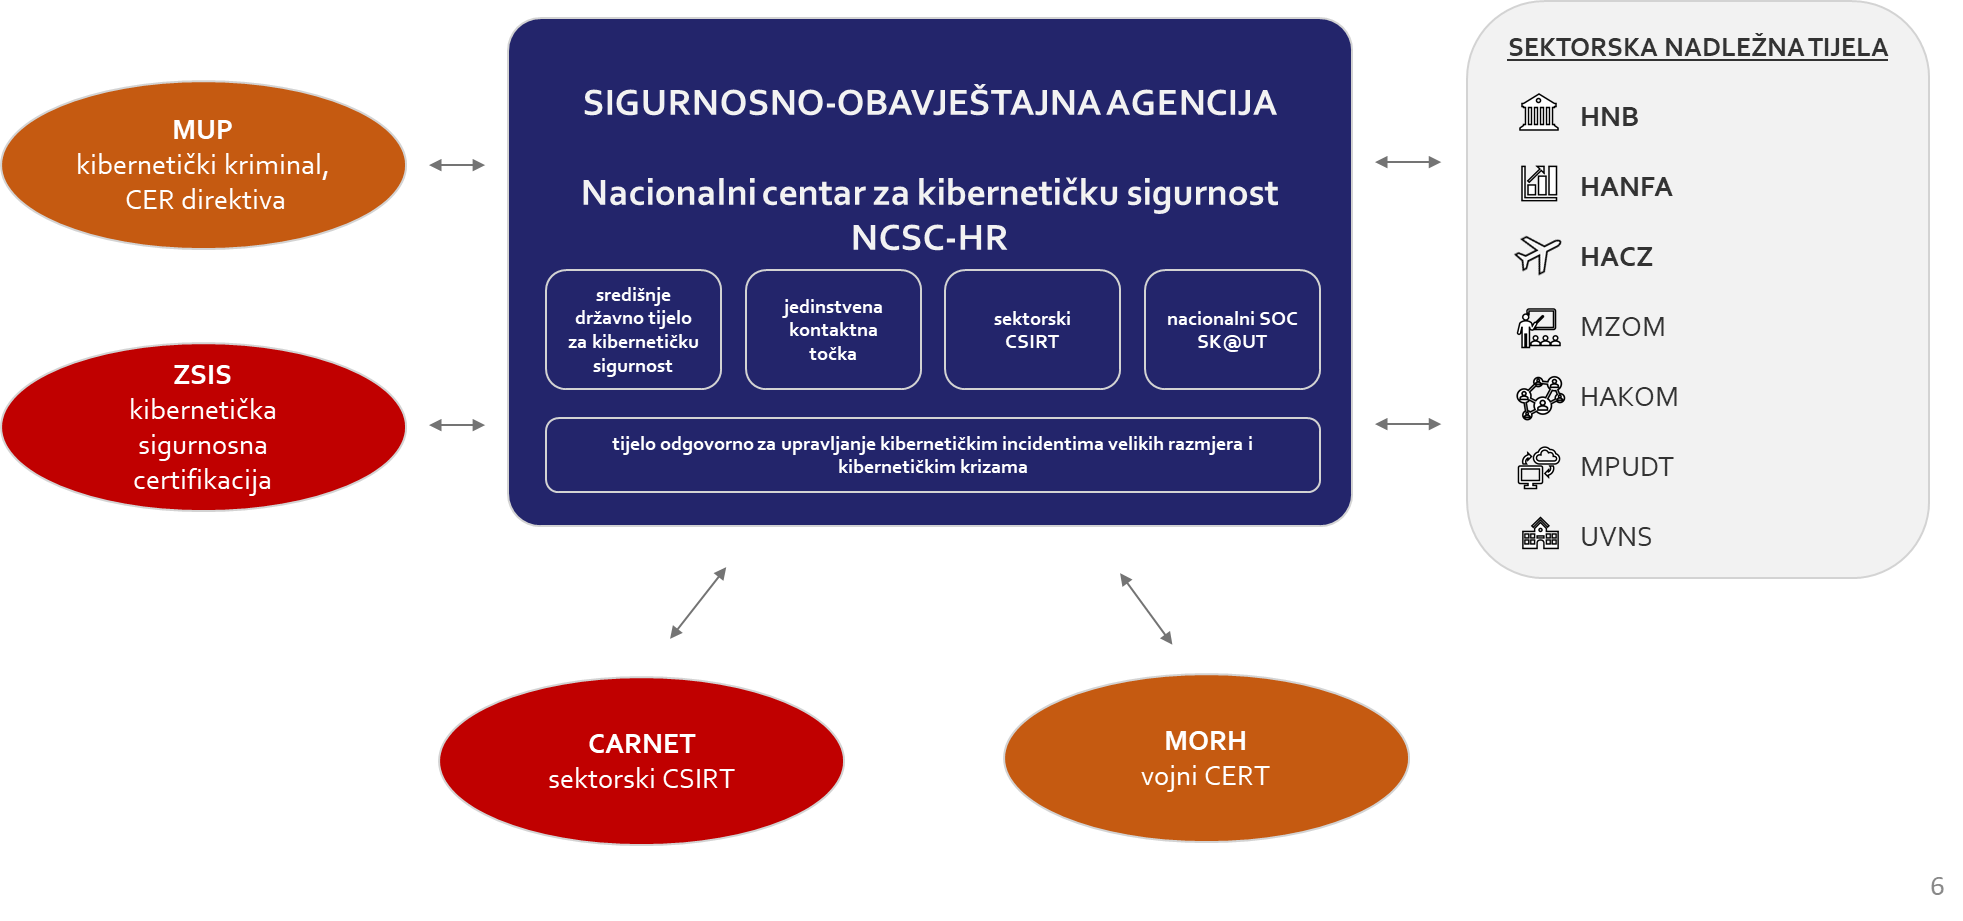 MUP
kibernetički kriminal,
CER direktiva
ZSIS
kibernetička
sigurnosna
certifikacija
SIGURNOSNO-OBAVJEŠTAJNA AGENCIJA
Nacionalni centar za kibernetičku sigurnost
NCSC-HR
središnje
državno tijelo
za kibernetičku
sigurnost
jedinstvena
kontaktna
točka
sektorski
CSIRT
nacionalni SOC
SK@UT
tijelo odgovorno za upravljanje kibernetičkim incidentima velikih razmjera i
kibernetičkim krizama
SEKTORSKA NADLEŽNA TIJELA
HNB
HANFA
HACZ
MZOM
HAKOM
MPUDT
UVNS
CARNET
sektorski CSIRT
MORH
vojni CERT
6